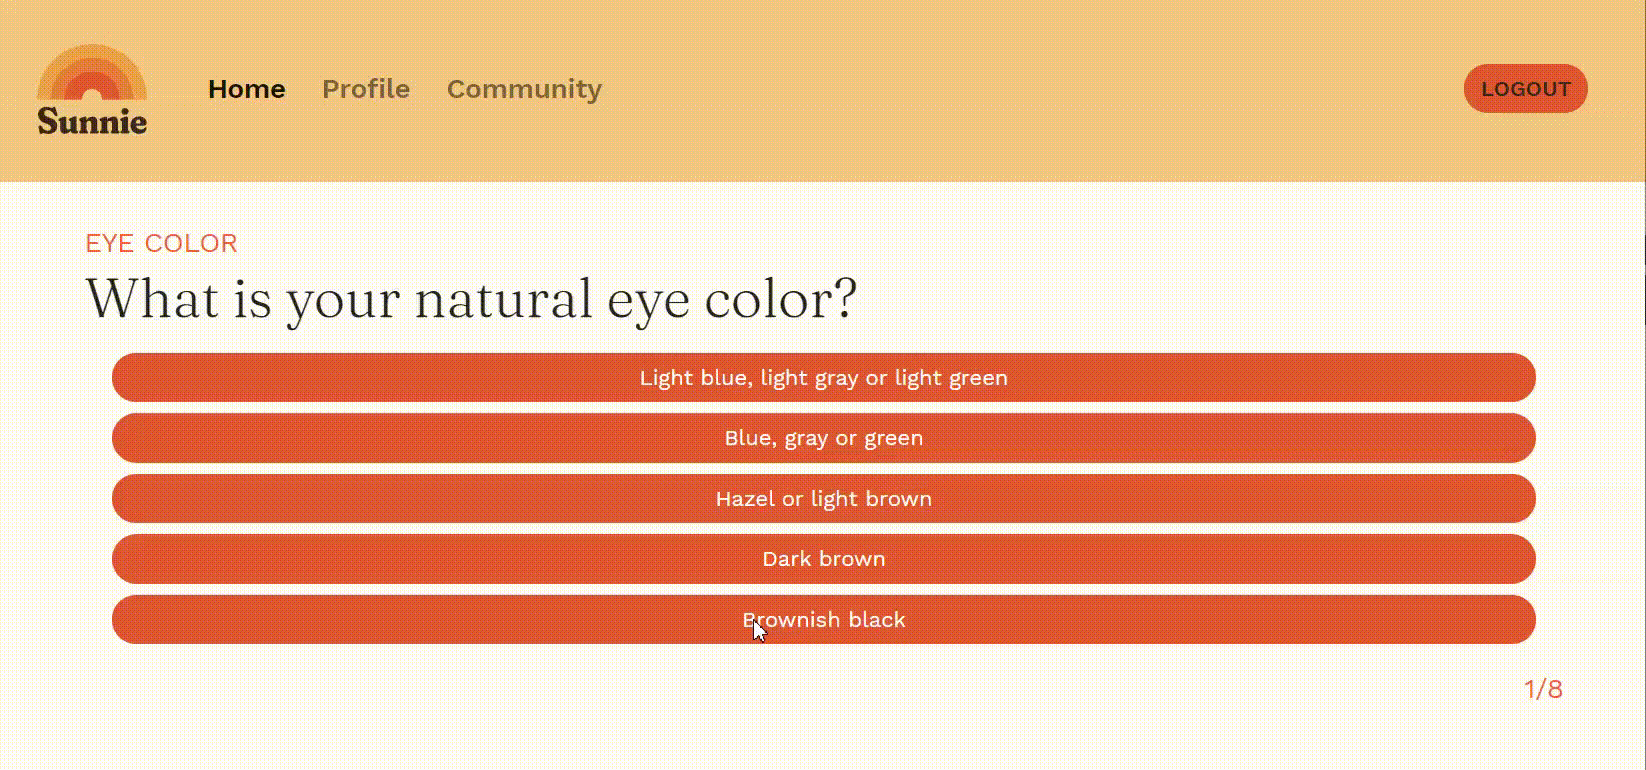 Sunnie
Home Profile Community
LOGOUT
EYE COLOR
What is your natural eye color?
Light blue, light gray or light green
Blue, gray or green
Hazel or light brown
Dark brown
Brownish black
1/8